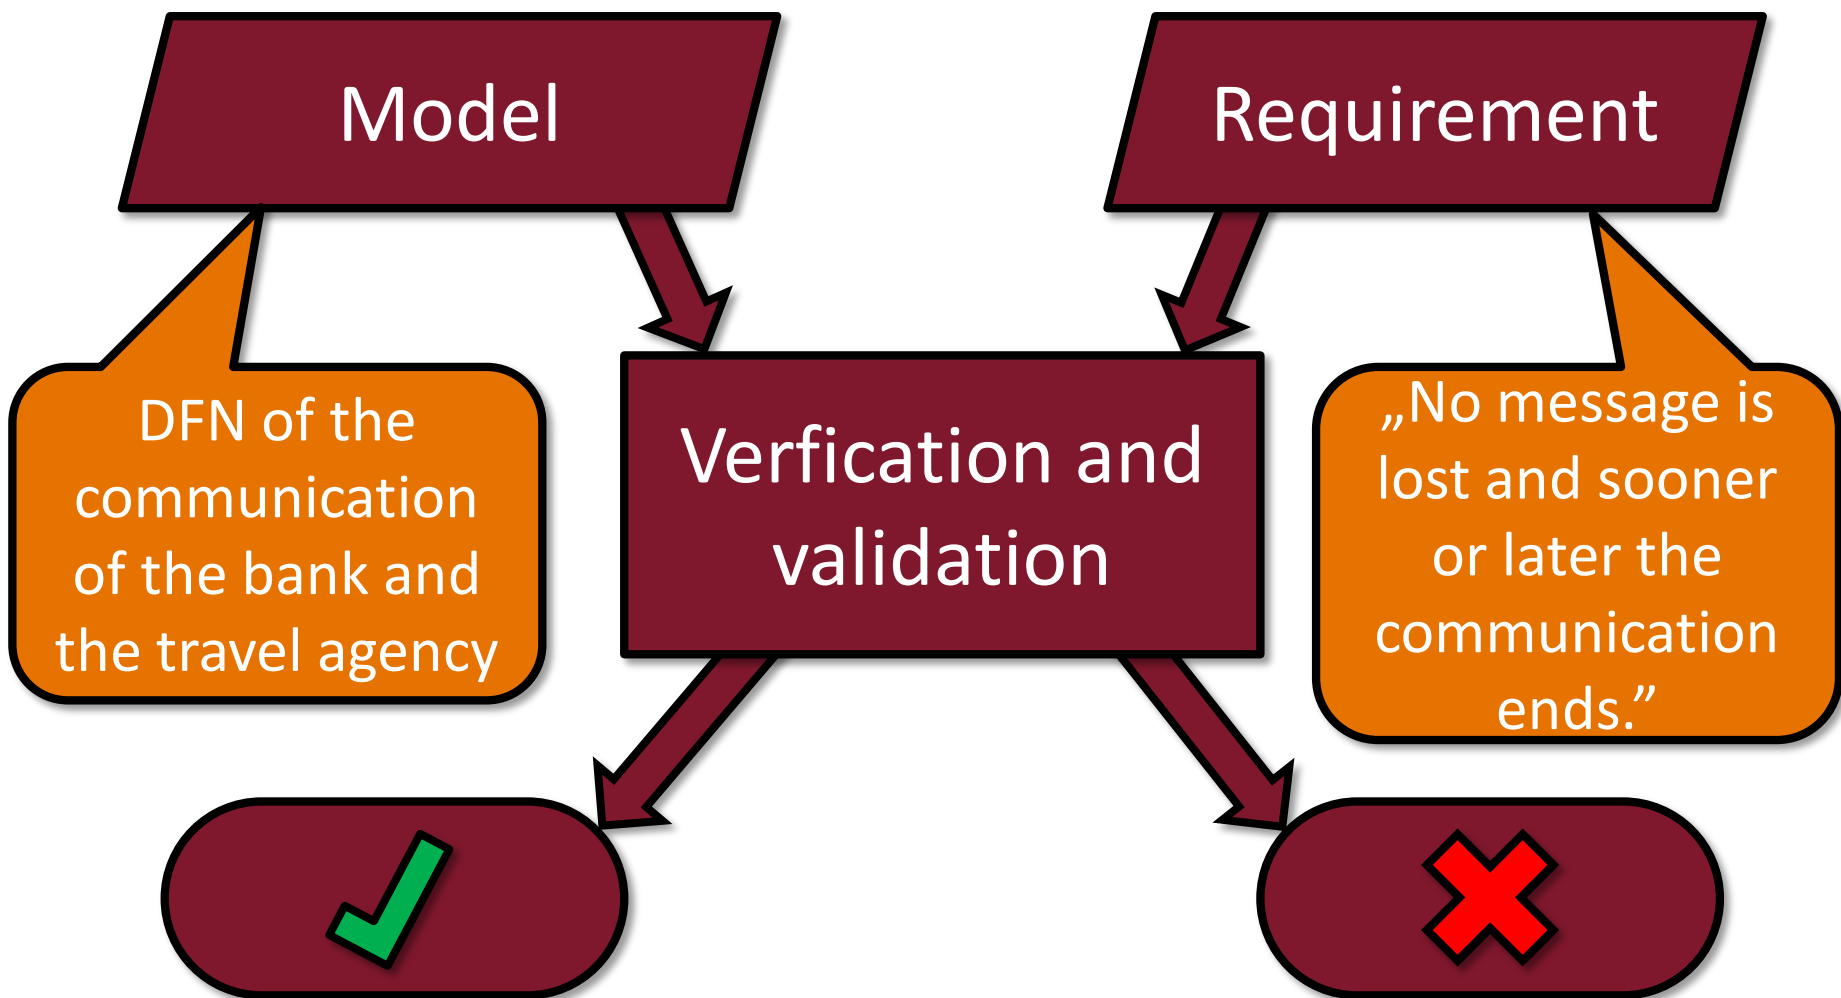 Model
Requirement
DFN of the
communication
of the bank and
the travel agency
Verfication and
validation
„No message is
lost and sooner
or later the
communication
ends.”